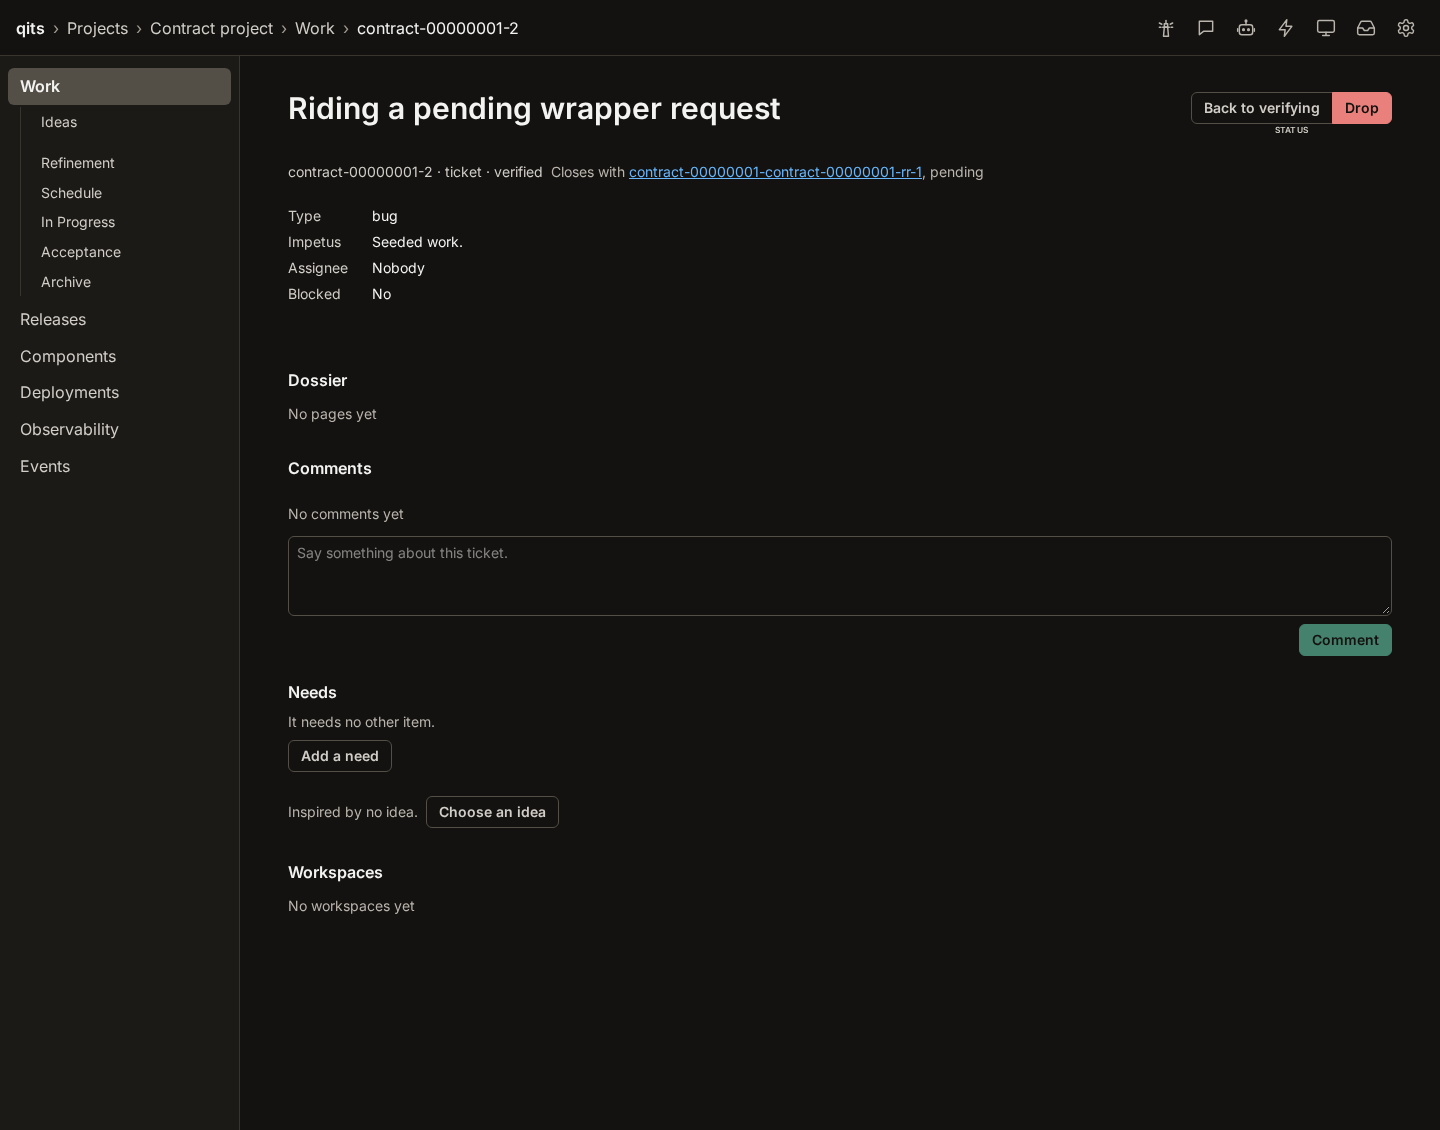 qits › Projects › Contract project › Work › contract-00000001-2
Work
Ideas
Refinement
Schedule
In Progress
Acceptance
Archive
Releases
Components
Deployments
Observability
Events
Riding a pending wrapper request
Back to verifying
Drop
STATUS
contract-00000001-2 · ticket · verified Closes with contract-00000001-contract-00000001-rr-1, pending
Type bug
Impetus Seeded work.
Assignee Nobody
Blocked No
Dossier
No pages yet
Comments
No comments yet
Say something about this ticket.
Comment
Needs
It needs no other item.
Add a need
Inspired by no idea. Choose an idea
Workspaces
No workspaces yet